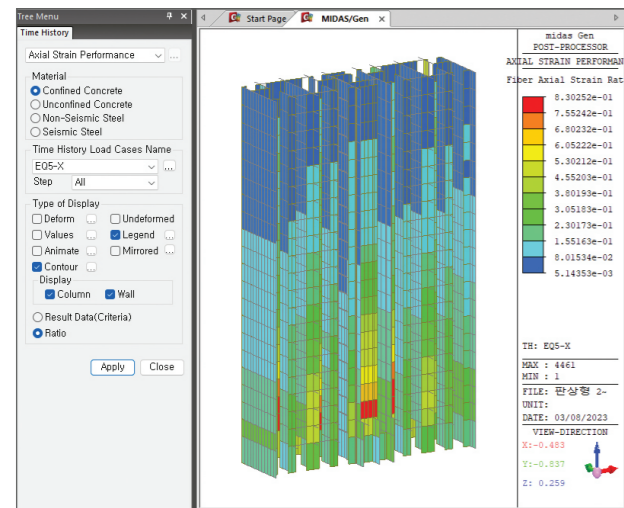 Tree Menu
Time History
Axial Strain Performance
Material
Confined Concrete
Unconfined Concrete
Non-Seismic Steel
Seismic Steel
Time History Load Cases Name
EQ5-X
Step All
Type of Display
Deform Undeformed
Values Legend
Animate Mirrored
Contour
Display
Column Wall
Result Data(Criteria)
Ratio
Apply Close
Start Page MIDAS/Gen
midas Gen
POST-PROCESSOR
AXIAL STRAIN PERFORMAN
Fiber Axial Strain Rat
8.30252e-01
7.55242e-01
6.80232e-01
6.05222e-01
5.30212e-01
4.55203e-01
3.80193e-01
3.05183e-01
2.30173e-01
1.55163e-01
8.01534e-02
5.14353e-03
TH: EQ5-X
MAX : 4461
MIN : 1
FILE: 판상형 2~
UNIT:
DATE: 03/08/2023
VIEW-DIRECTION
X:-0.483
Y:-0.837
Z: 0.259